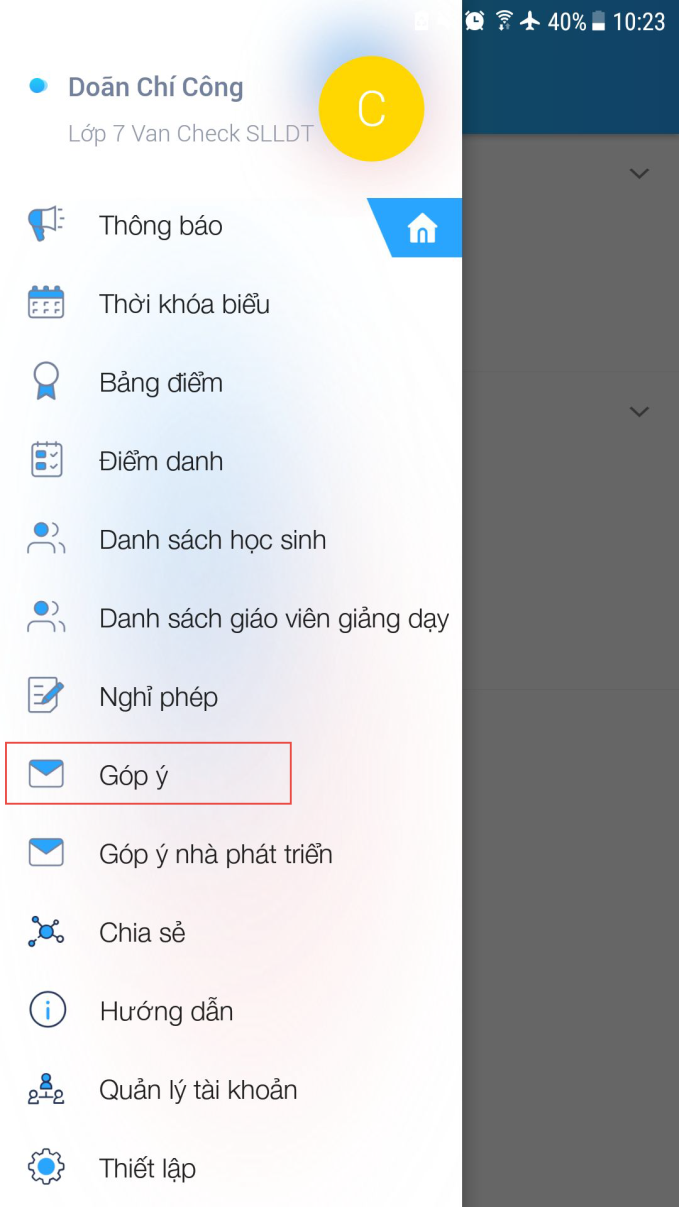 40% 10:23
Doãn Chí Công
C
Lớp 7 Van Check SLLDT
Thông báo
Thời khóa biểu
Bảng điểm
Điểm danh
Danh sách học sinh
Danh sách giáo viên giảng dạy
Nghỉ phép
Góp ý
Góp ý nhà phát triển
Chia sẻ
Hướng dẫn
Quản lý tài khoản
Thiết lập